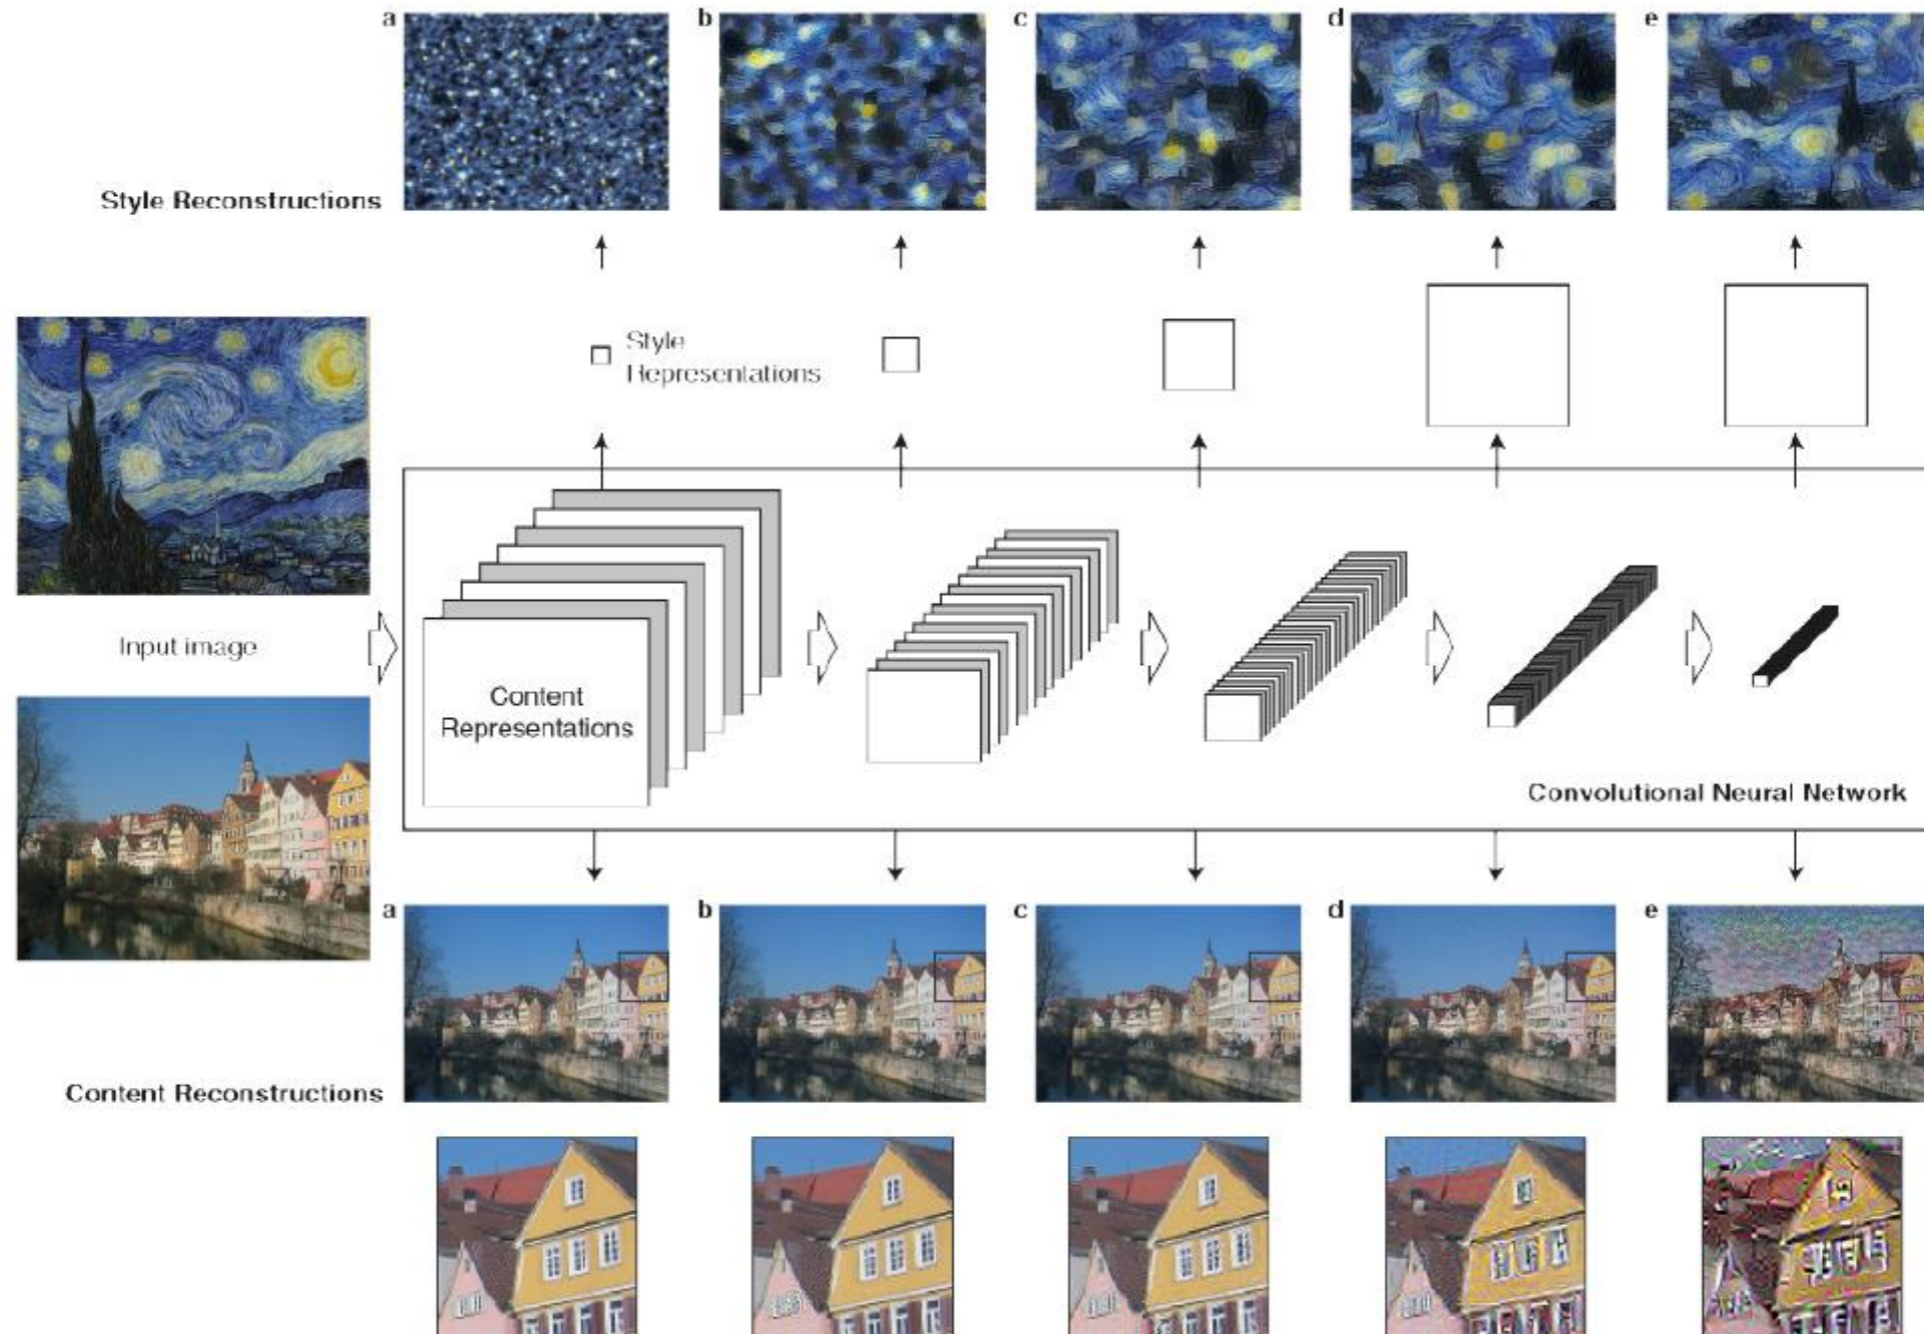 a b c d e
Style Reconstructions
Style
Representations
Input image
Content
Representations
Convolutional Neural Network
a b c d e
Content Reconstructions